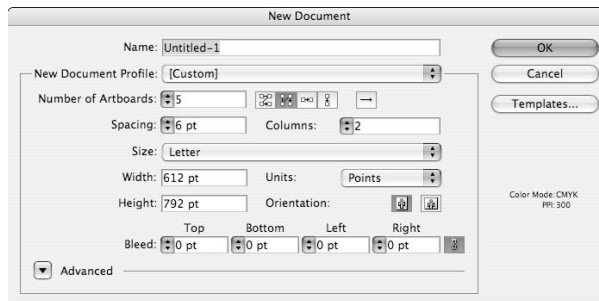 New Document
Name: Untitled-1
OK
New Document Profile: [Custom]
Cancel
Number of Artboards: 5
Templates...
Spacing: 6 pt Columns: 2
Size: Letter
Width: 612 pt Units: Points
Height: 792 pt Orientation:
Color Mode: CMYK
PPI: 300
Top Bottom Left Right
Bleed: 0 pt 0 pt 0 pt 0 pt
Advanced